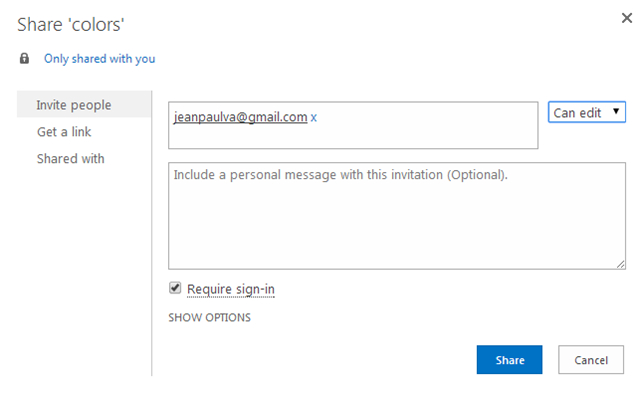 Share 'colors'
Only shared with you
Invite people
Get a link
Shared with
jeanpaulva@gmail.com x
Can edit
Include a personal message with this invitation (Optional).
Require sign-in
SHOW OPTIONS
Share
Cancel